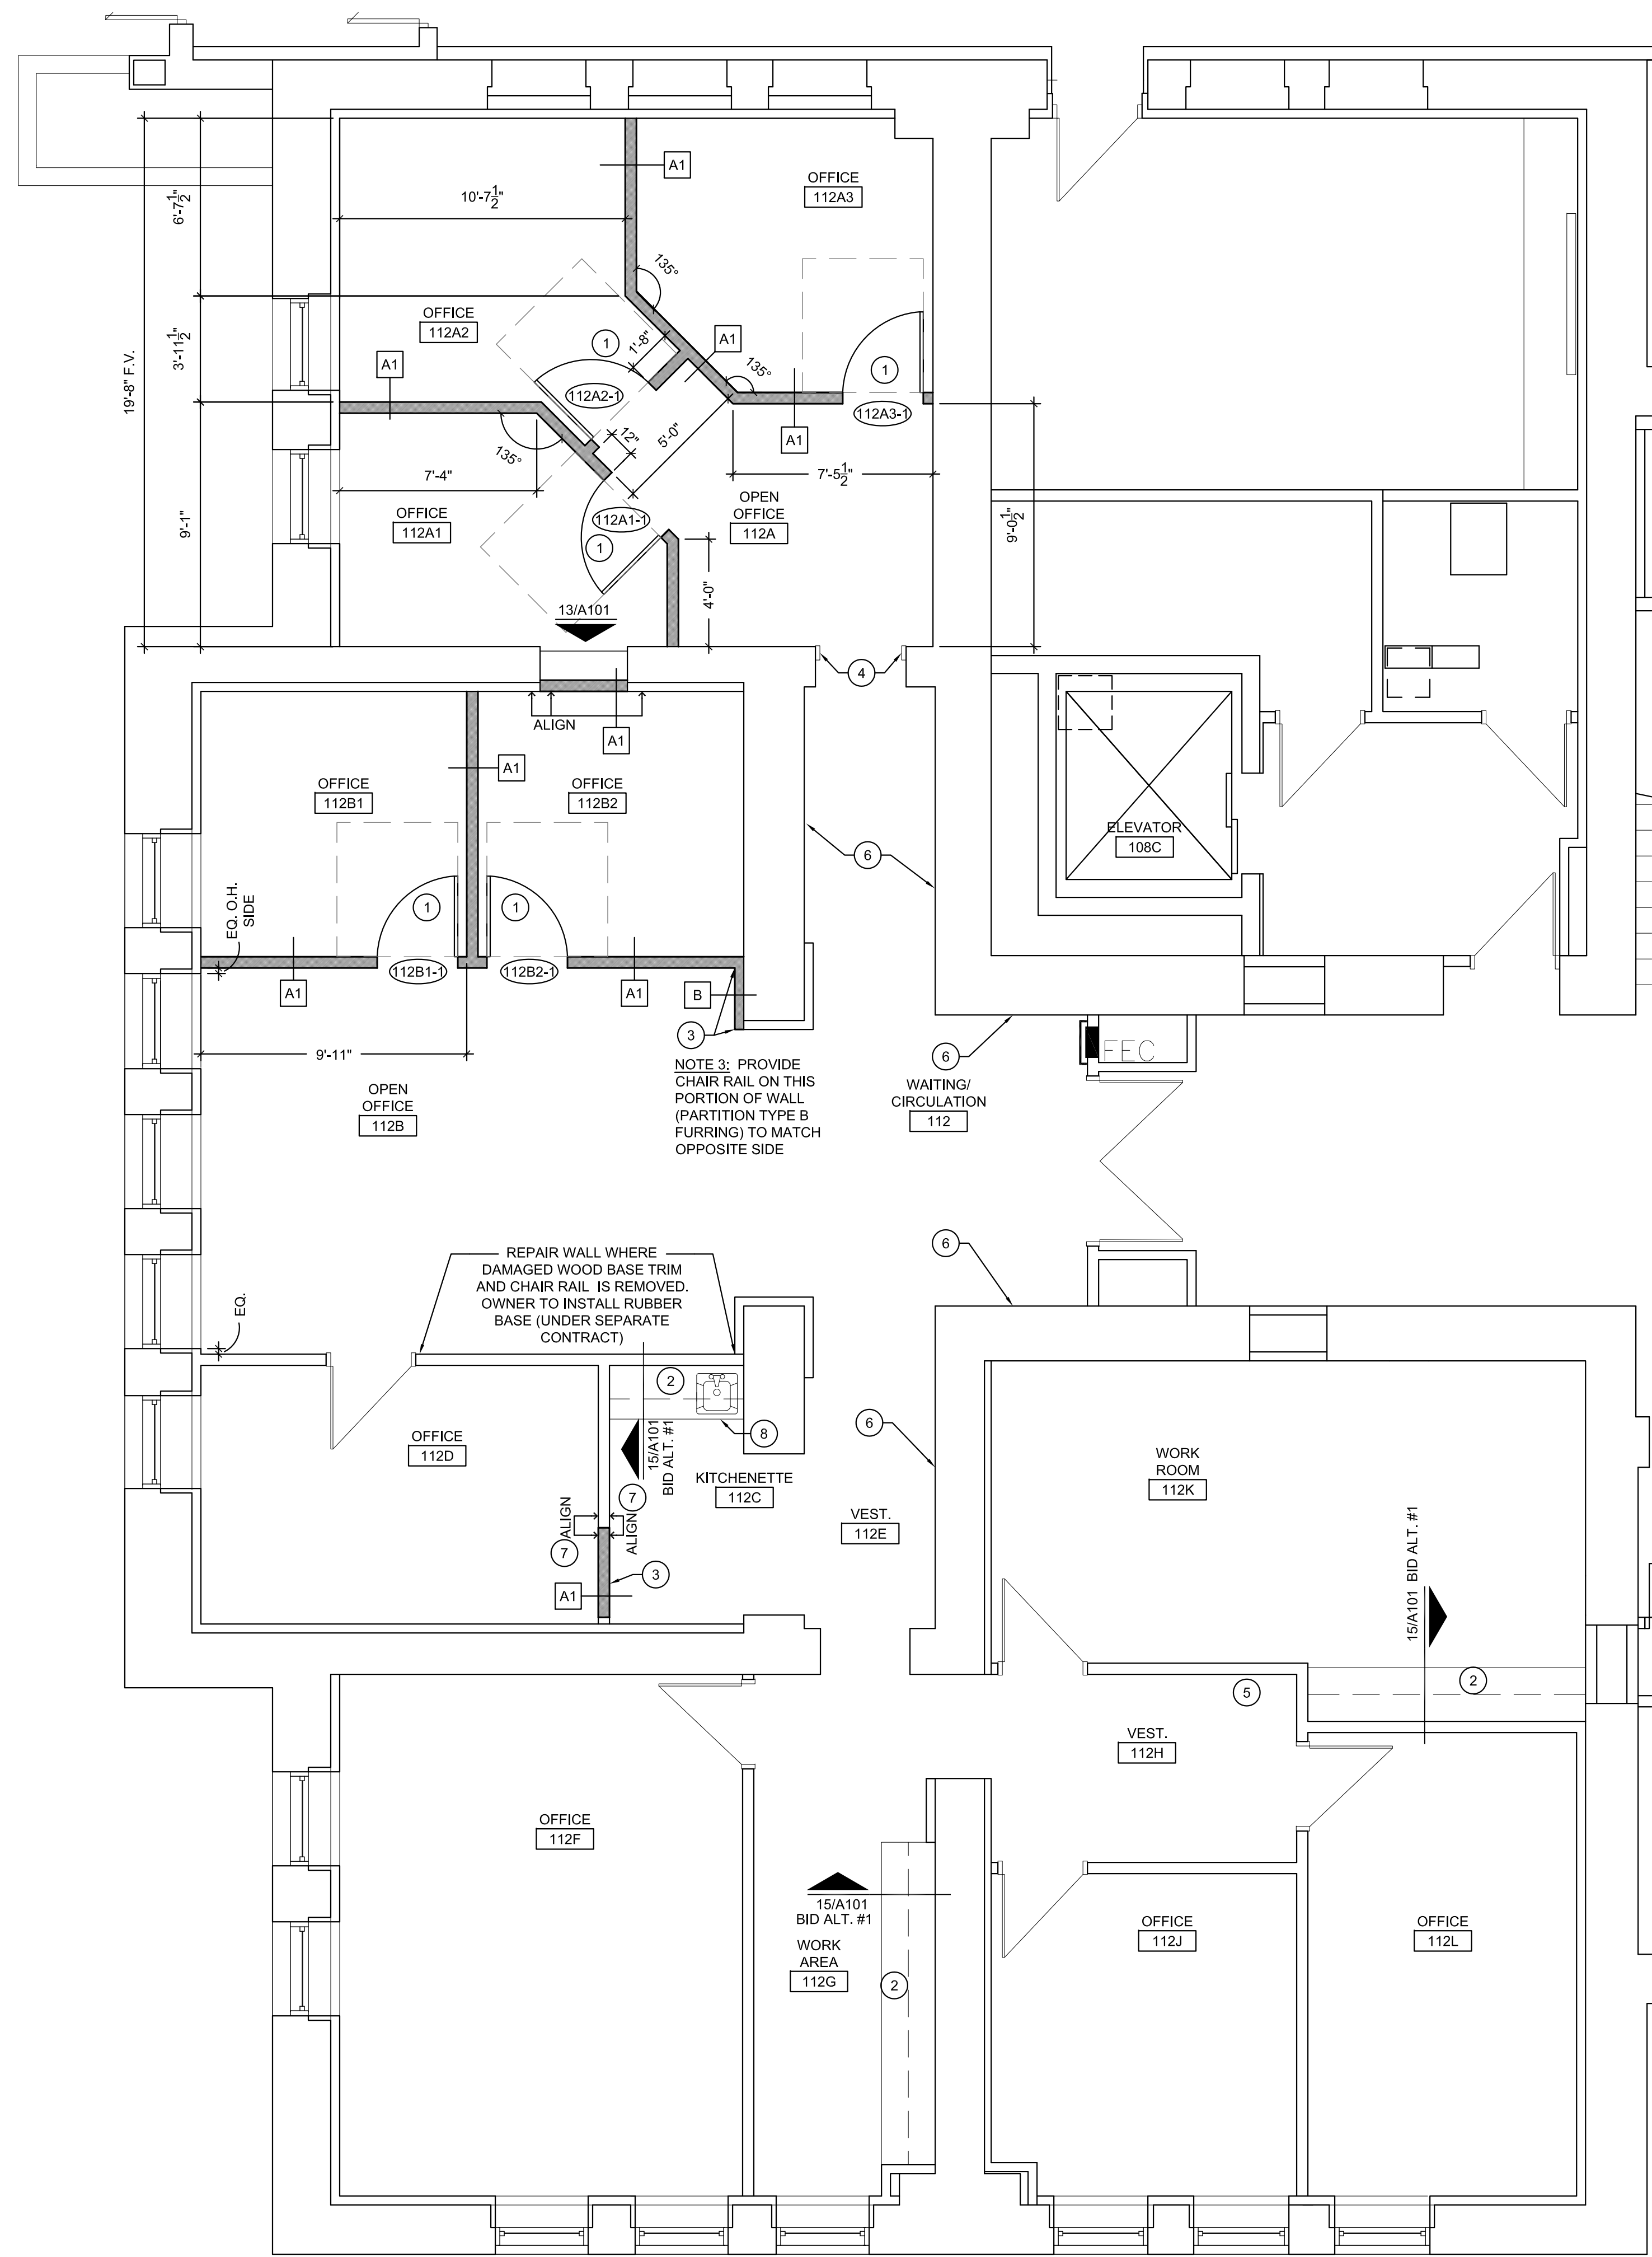 A1
OFFICE
112A3
10'-7 1/2"
6'-7 1/2"
135°
OFFICE
112A2
1
1'-8"
A1
3'-11 1/2"
19'-8" F.V.
A1
135°
1
112A2-1
112A3-1
12"
5'-0"
A1
135°
7'-4"
7'-5 1/2"
OPEN
OFFICE
112A
9'-1"
OFFICE
112A1
112A1-1
1
9'-0 1/2"
4'-0"
13/A101
4
ALIGN
A1
A1
OFFICE
112B1
OFFICE
112B2
ELEVATOR
108C
6
EQ. O.H.
SIDE
1
1
112B1-1
112B2-1
A1
A1
B
3
9'-11"
6
FEC
NOTE 3: PROVIDE
CHAIR RAIL ON THIS
PORTION OF WALL
(PARTITION TYPE B
FURRING) TO MATCH
OPPOSITE SIDE
OPEN
OFFICE
112B
WAITING/
CIRCULATION
112
6
REPAIR WALL WHERE
DAMAGED WOOD BASE TRIM
AND CHAIR RAIL IS REMOVED.
OWNER TO INSTALL RUBBER
BASE (UNDER SEPARATE
CONTRACT)
EQ.
2
6
8
OFFICE
112D
15/A101
BID ALT. #1
KITCHENETTE
112C
7
WORK
ROOM
112K
VEST.
112E
ALIGN
ALIGN
7
3
A1
15/A101 BID ALT. #1
5
2
VEST.
112H
OFFICE
112F
15/A101
BID ALT. #1
WORK
AREA
112G
2
OFFICE
112J
OFFICE
112L